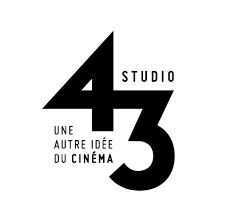 STUDIO
43
UNE
AUTRE IDÉE
DU CINÉMA